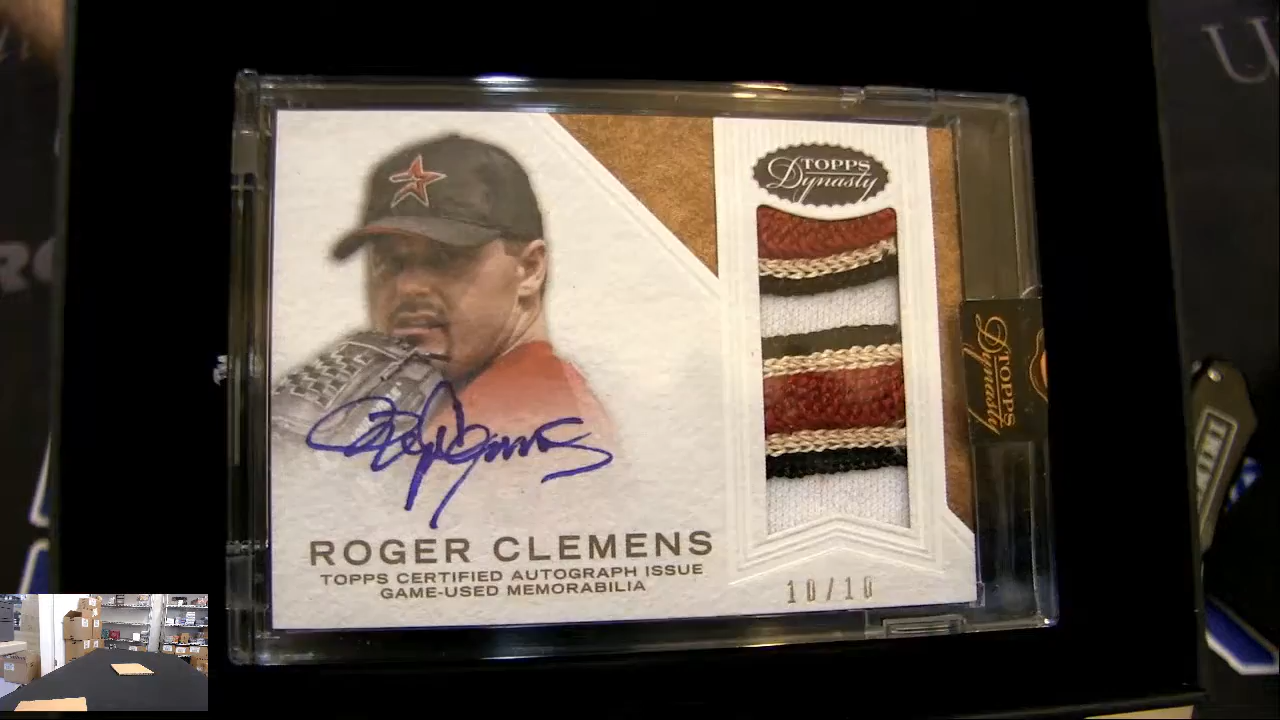 TOPPS
Dynasty
TOPPS
Dynasty
ROGER CLEMENS
TOPPS CERTIFIED AUTOGRAPH ISSUE
GAME-USED MEMORABILIA
10/10